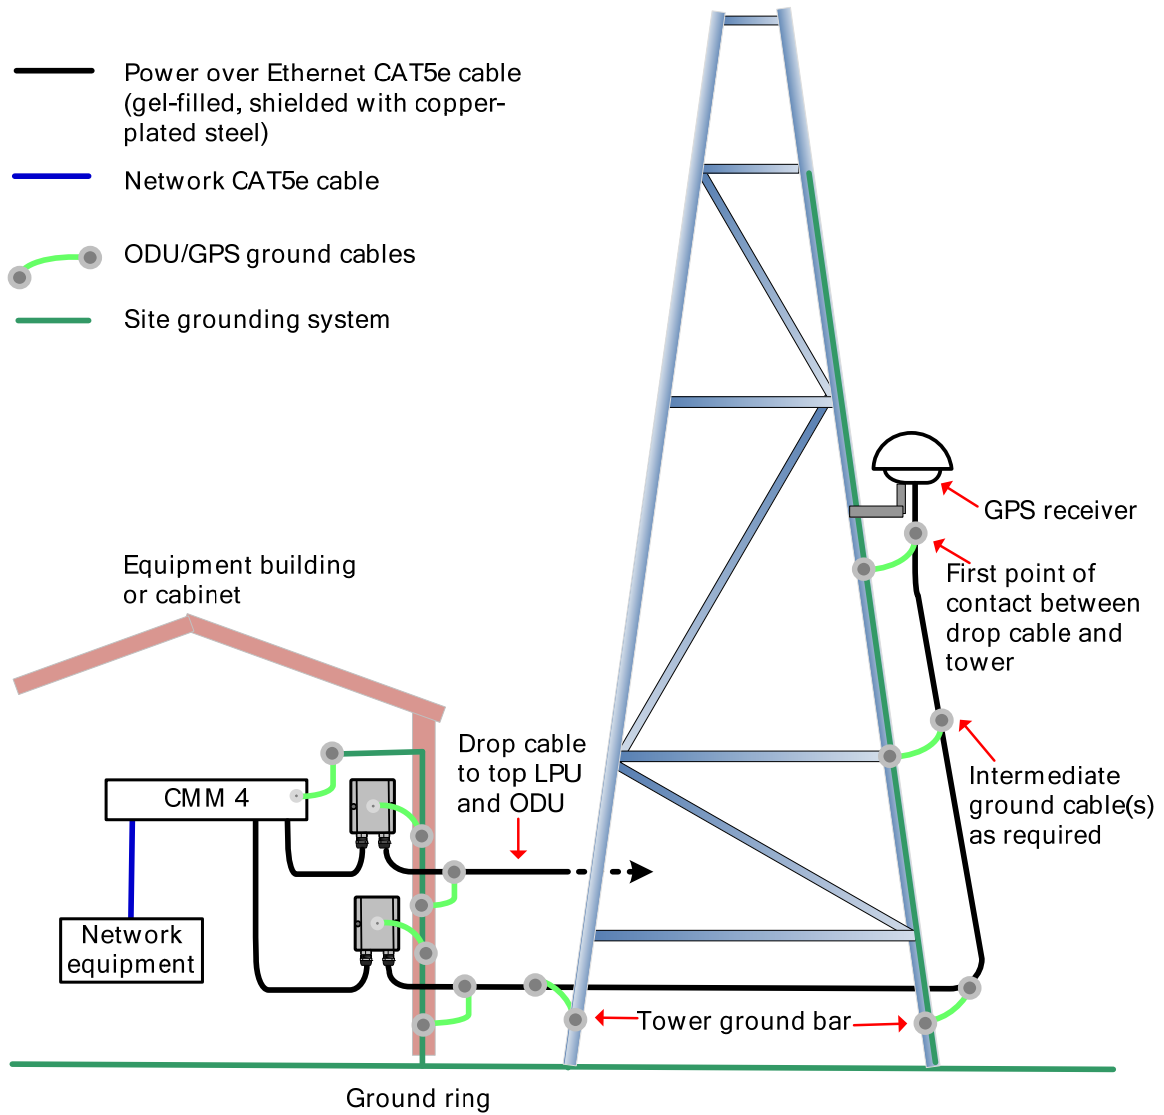 Power over Ethernet CAT5e cable
(gel-filled, shielded with copper-
plated steel)
Network CAT5e cable
ODU/GPS ground cables
Site grounding system
GPS receiver
First point of
contact between
drop cable and
tower
Equipment building
or cabinet
Drop cable
to top LPU
and ODU
Intermediate
ground cable(s)
as required
CMM 4
Network
equipment
Tower ground bar
Ground ring